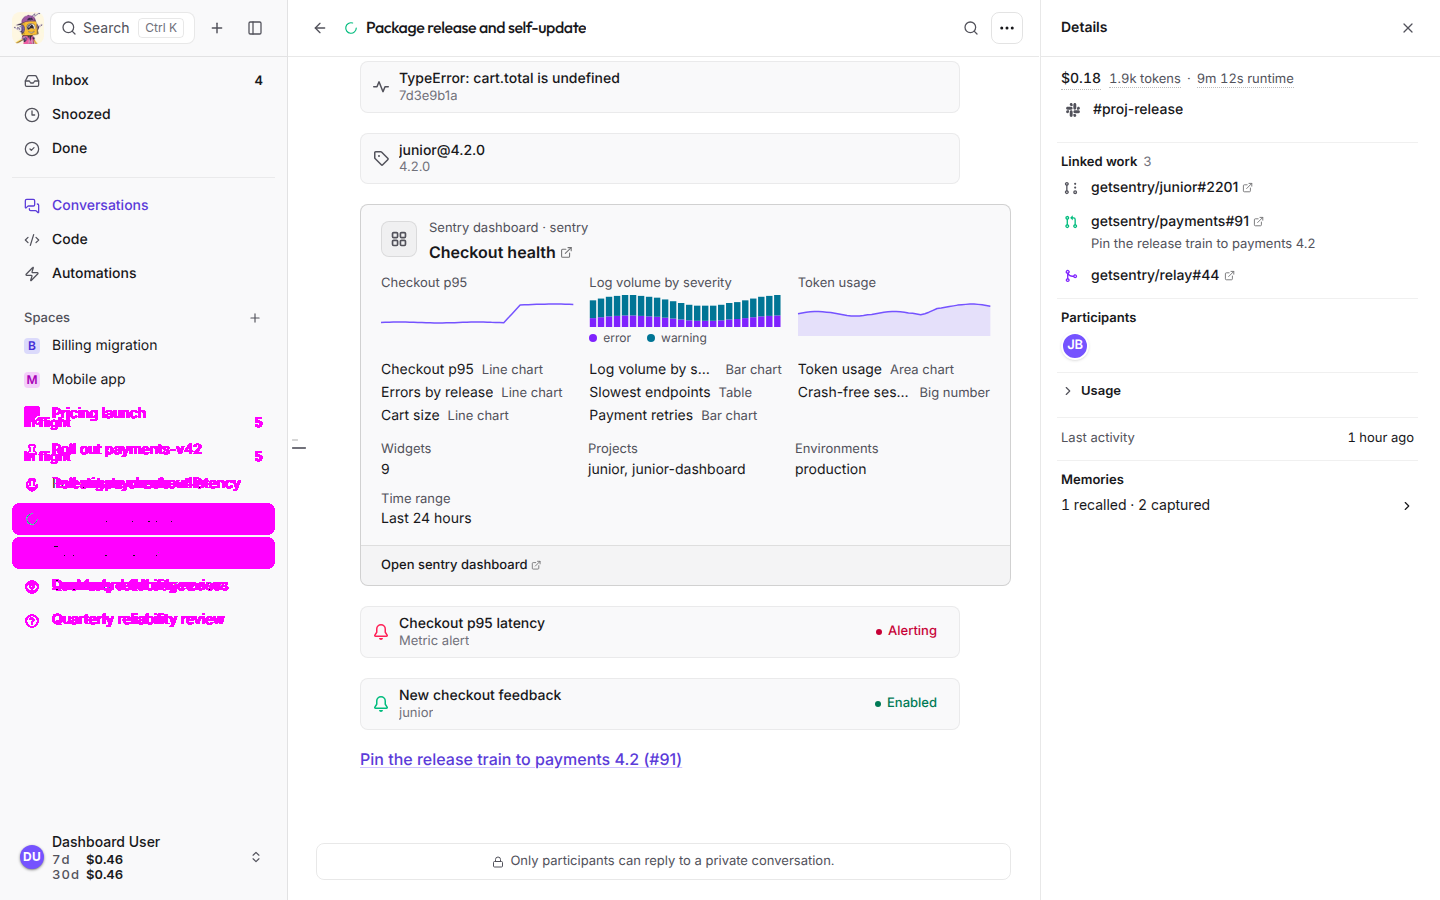 Search
Ctrl K
Inbox
4
Snoozed
Done
Conversations
Code
Automations
Spaces
B
Billing migration
M
Mobile app
Pricing launch
In flight
5
Roll out payments-v42
In flight
5
Quarterly reliability review
DU
Dashboard User
7d $0.46
30d $0.46
Package release and self-update
TypeError: cart.total is undefined
7d3e9b1a
junior@4.2.0
4.2.0
Sentry dashboard · sentry
Checkout health
Checkout p95
Log volume by severity
Token usage
error
warning
Checkout p95 Line chart
Log volume by s... Bar chart
Token usage Area chart
Errors by release Line chart
Slowest endpoints Table
Crash-free ses... Big number
Cart size Line chart
Payment retries Bar chart
Widgets
Projects
Environments
9
junior, junior-dashboard
production
Time range
Last 24 hours
Open sentry dashboard
Checkout p95 latency
Metric alert
Alerting
New checkout feedback
junior
Enabled
Pin the release train to payments 4.2 (#91)
Only participants can reply to a private conversation.
Details
$0.18 1.9k tokens · 9m 12s runtime
#proj-release
Linked work 3
getsentry/junior#2201
getsentry/payments#91
Pin the release train to payments 4.2
getsentry/relay#44
Participants
JB
Usage
Last activity
1 hour ago
Memories
1 recalled · 2 captured